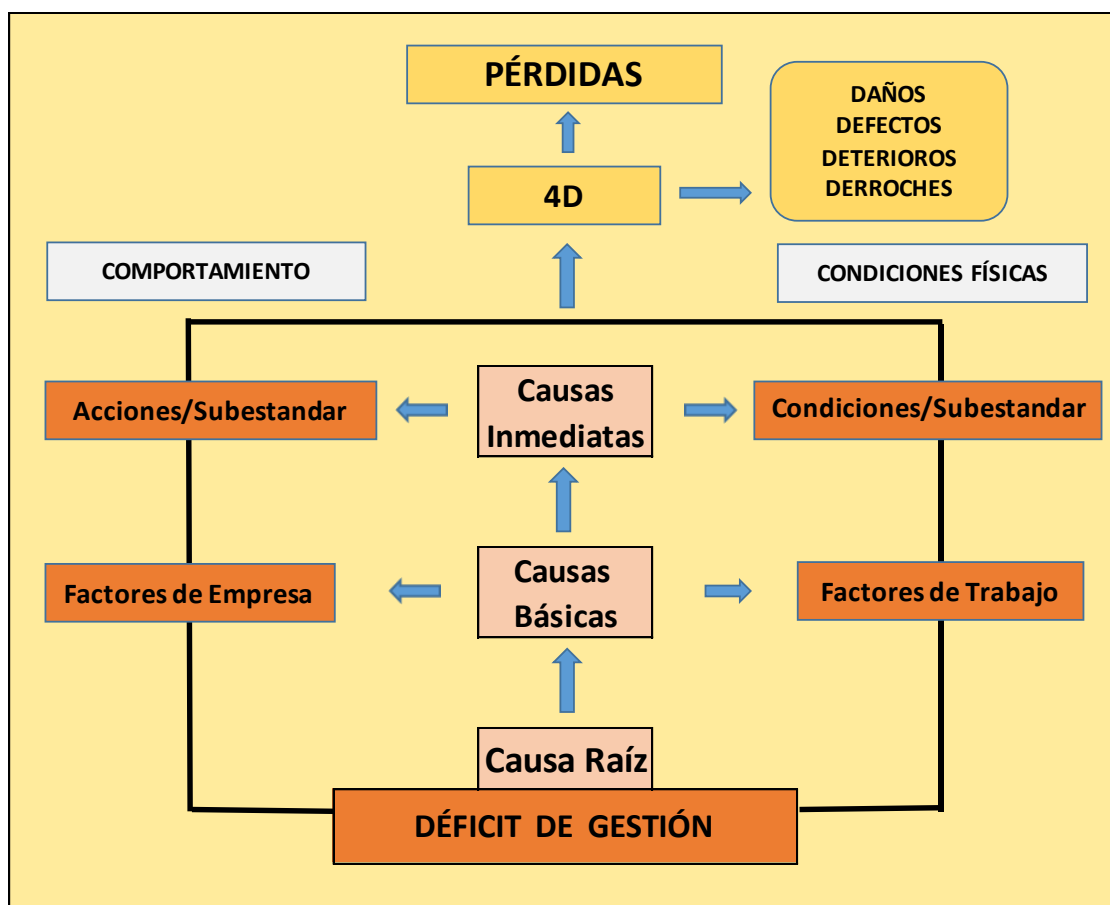 PÉRDIDAS
DAÑOS
DEFECTOS
DETERIOROS
DERROCHES
4D
COMPORTAMIENTO
CONDICIONES FÍSICAS
Acciones/Subestandar
Causas
Inmediatas
Condiciones/Subestandar
Factores de Empresa
Causas
Básicas
Factores de Trabajo
Causa Raíz
DÉFICIT DE GESTIÓN